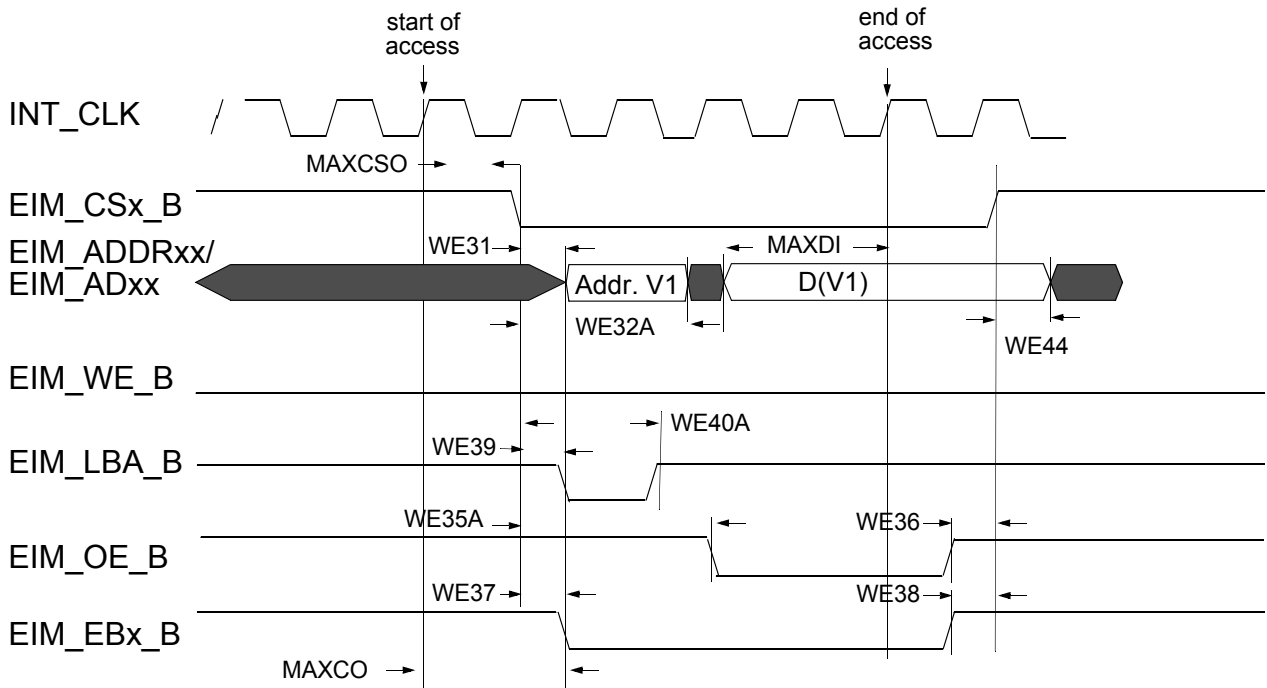 start of
access
end of
access
INT_CLK
MAXCSO
EIM_CSx_B
EIM_ADDRxx/
EIM_ADxx
WE31
MAXDI
Addr. V1
D(V1)
WE32A
WE44
EIM_WE_B
WE40A
WE39
EIM_LBA_B
WE35A
WE36
EIM_OE_B
WE37
WE38
EIM_EBx_B
MAXCO